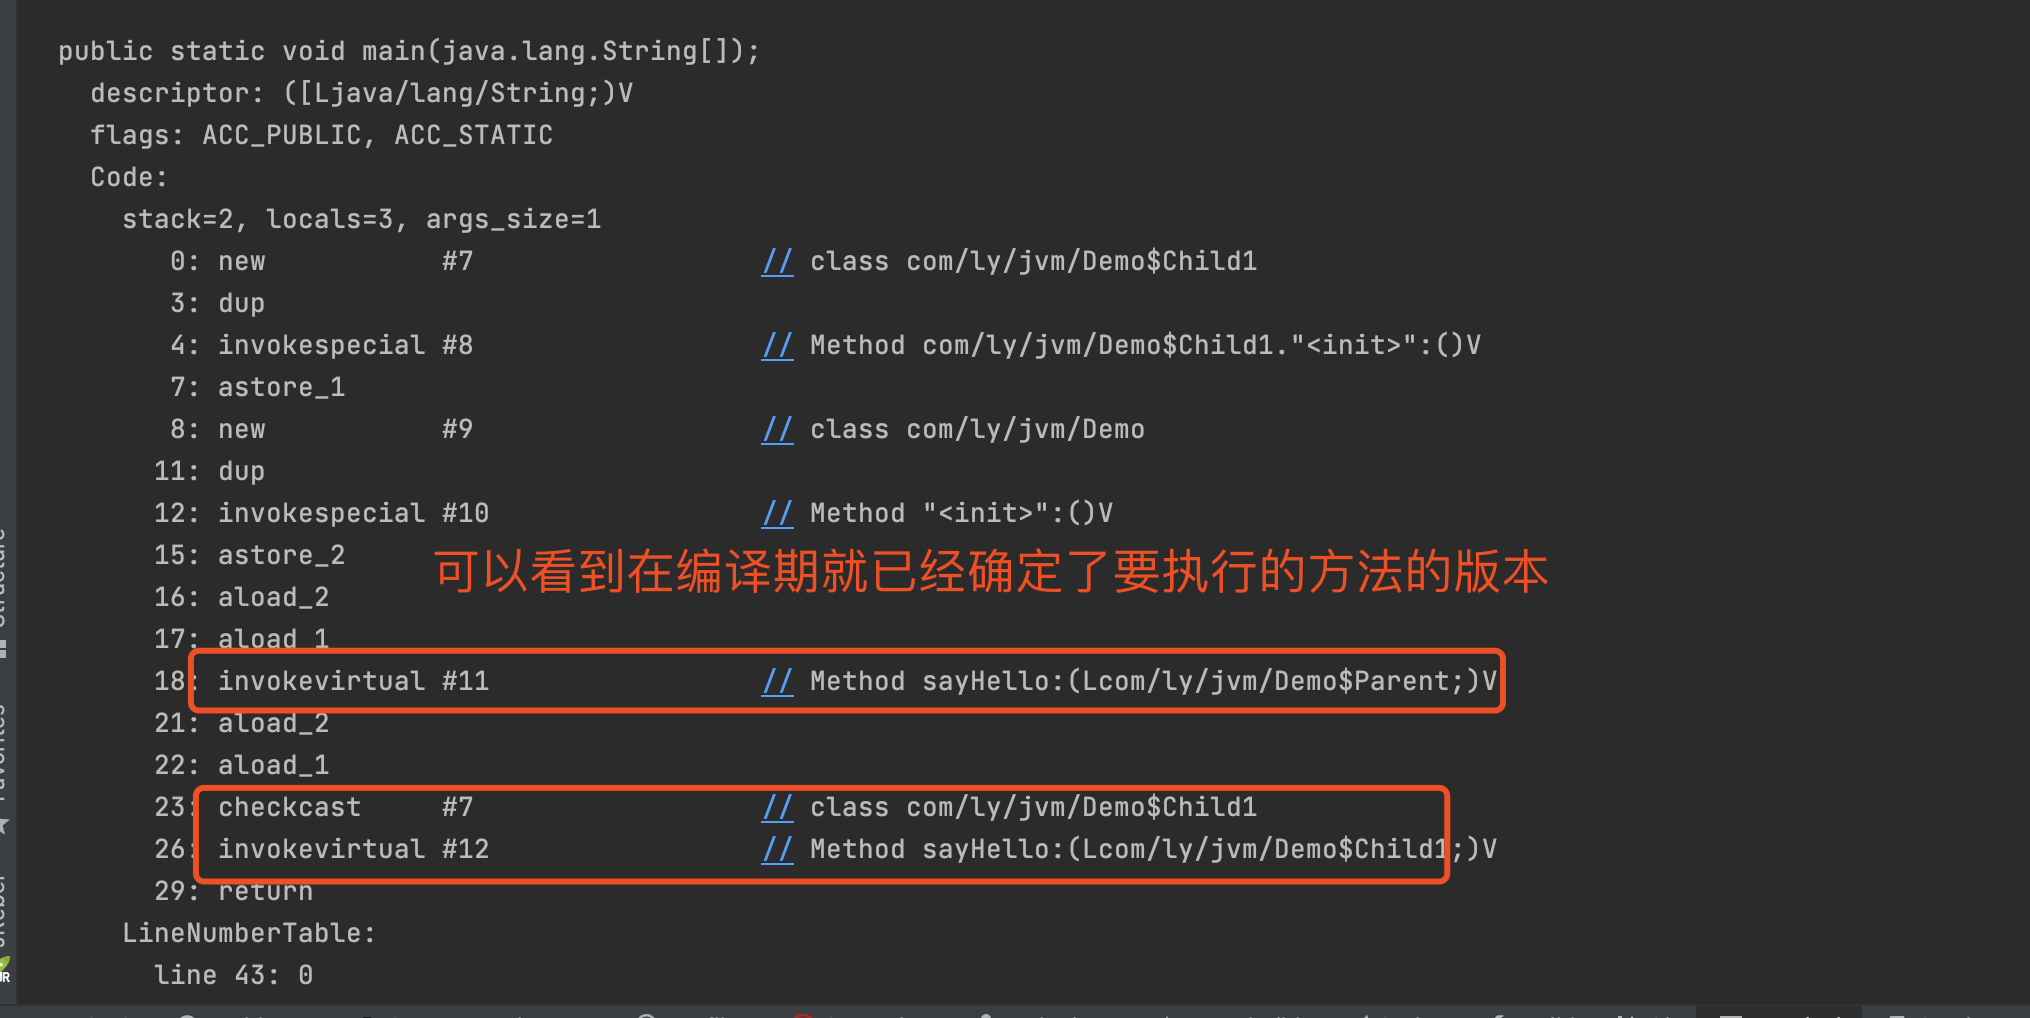 public static void main(java.lang.String[]);
descriptor: ([Ljava/lang/String;)V
flags: ACC_PUBLIC, ACC_STATIC
Code:
stack=2, locals=3, args_size=1
0: new #7 // class com/ly/jvm/Demo$Child1
3: dup
4: invokespecial #8 // Method com/ly/jvm/Demo$Child1."<init>":()V
7: astore_1
8: new #9 // class com/ly/jvm/Demo
11: dup
12: invokespecial #10 // Method "<init>":()V
15: astore_2
可以看到在编译期就已经确定了要执行的方法的版本
16: aload_2
17: aload_1
18: invokevirtual #11 // Method sayHello:(Lcom/ly/jvm/Demo$Parent;)V
21: aload_2
22: aload_1
23: checkcast #7 // class com/ly/jvm/Demo$Child1
26: invokevirtual #12 // Method sayHello:(Lcom/ly/jvm/Demo$Child1;)V
29: return
LineNumberTable:
line 43: 0